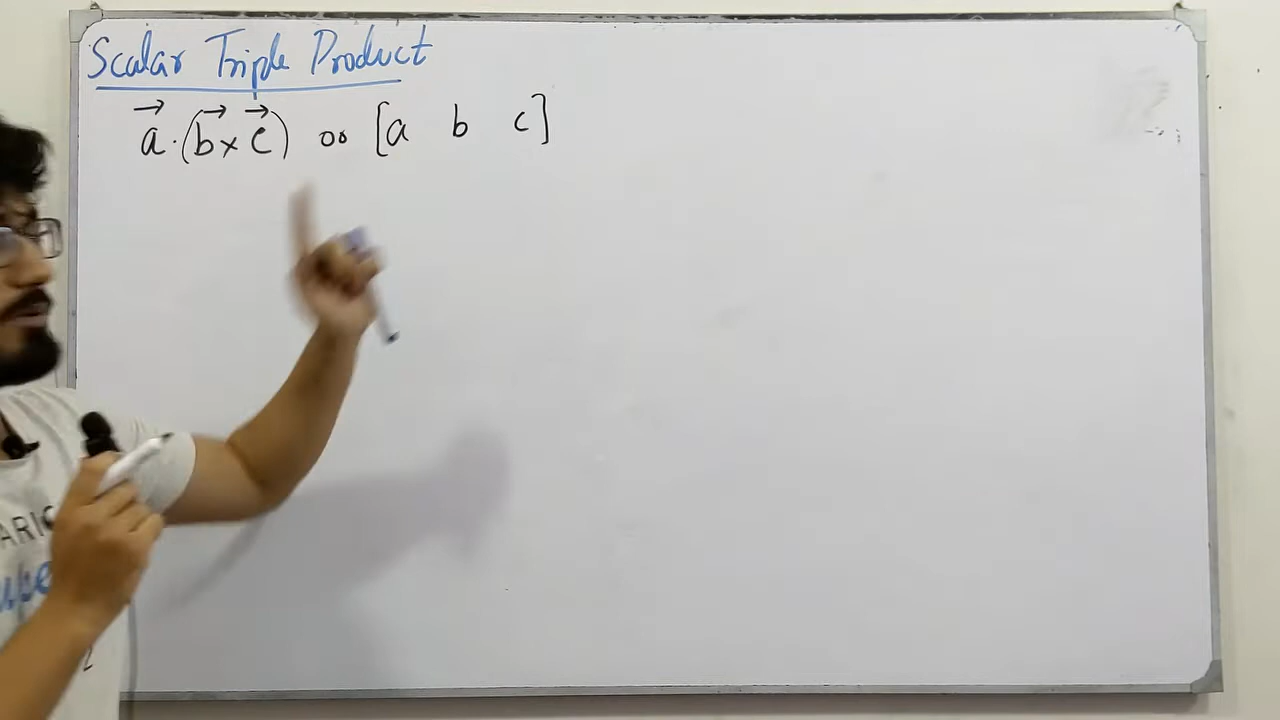 Scalar Triple Product
a⃗·(b⃗×c⃗) or [a b c]